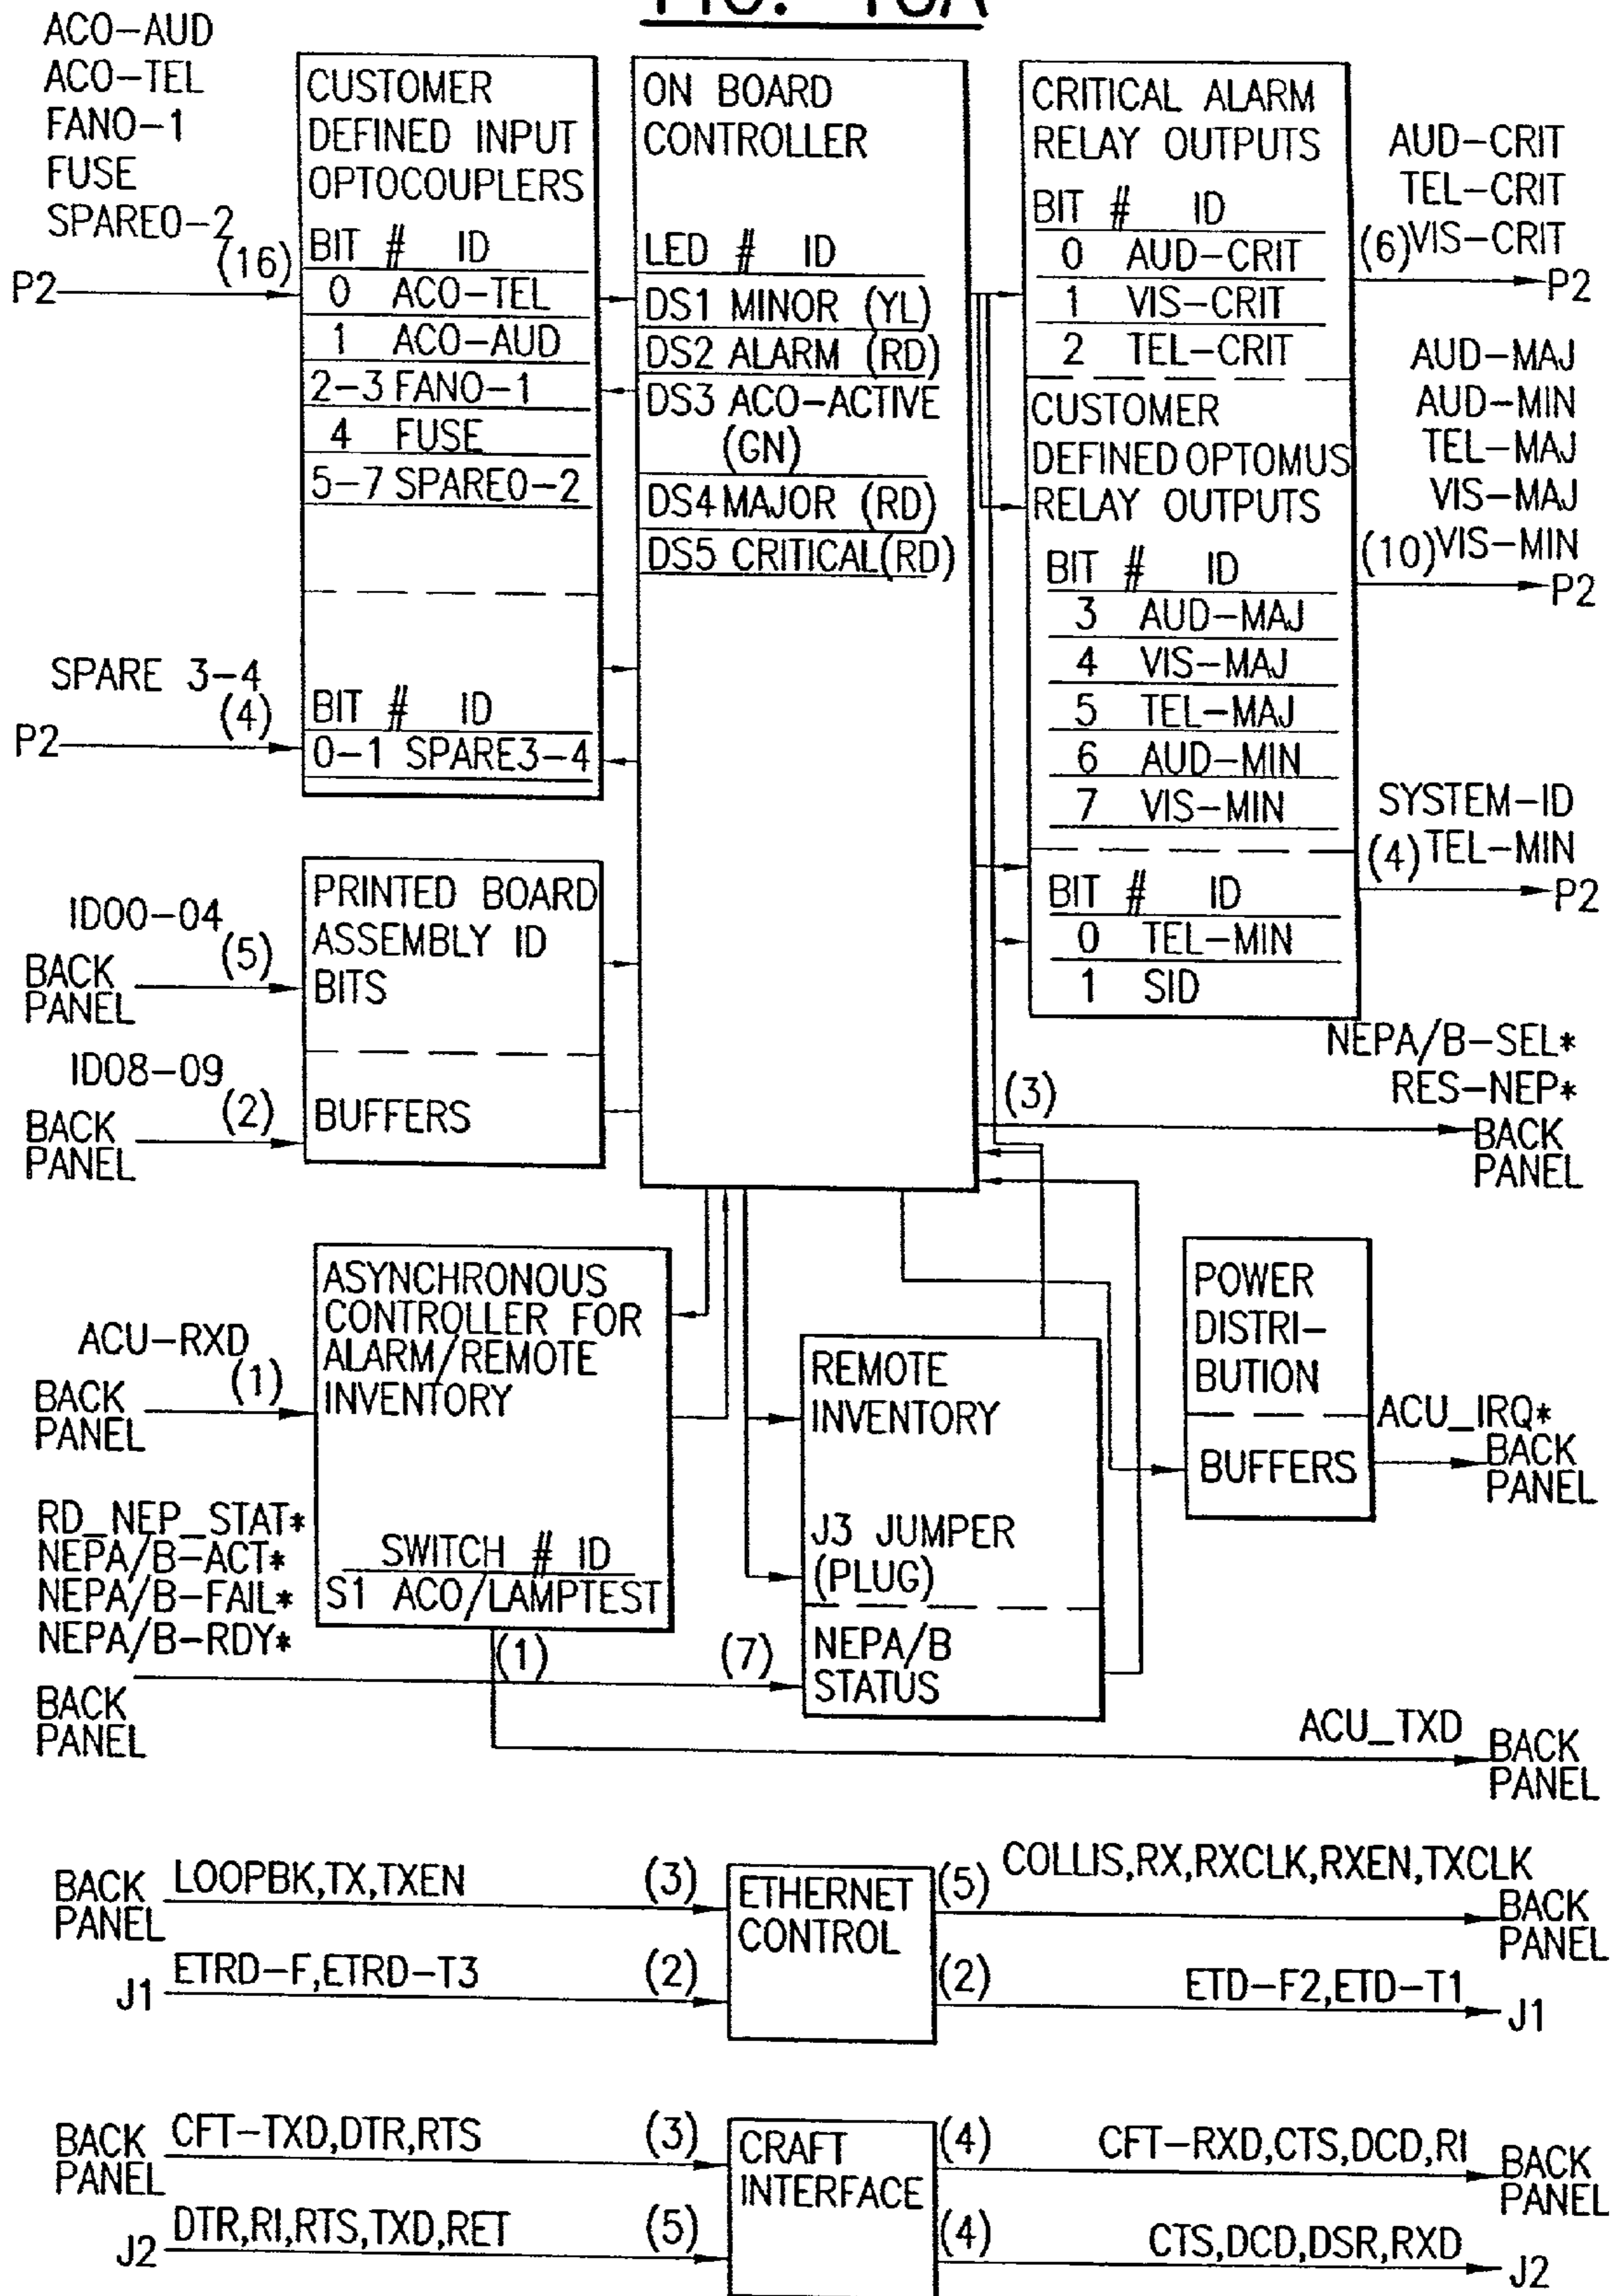 FIG. 18A
ACO-AUD
ACO-TEL
FAN0-1
FUSE
SPARE0-2
(16)
P2
CUSTOMER
DEFINED INPUT
OPTOCOUPLERS
BIT # ID
0 ACO-TEL
1 ACO-AUD
2-3 FAN0-1
4 FUSE
5-7 SPARE0-2
SPARE 3-4
(4)
P2
BIT # ID
0-1 SPARE3-4
ON BOARD
CONTROLLER
LED # ID
DS1 MINOR (YL)
DS2 ALARM (RD)
DS3 ACO-ACTIVE
(GN)
DS4 MAJOR (RD)
DS5 CRITICAL(RD)
CRITICAL ALARM
RELAY OUTPUTS
BIT # ID
0 AUD-CRIT
1 VIS-CRIT
2 TEL-CRIT
CUSTOMER
DEFINED OPTOMUS
RELAY OUTPUTS
BIT # ID
3 AUD-MAJ
4 VIS-MAJ
5 TEL-MAJ
6 AUD-MIN
7 VIS-MIN
BIT # ID
0 TEL-MIN
1 SID
AUD-CRIT
TEL-CRIT
(6) VIS-CRIT
P2
AUD-MAJ
AUD-MIN
TEL-MAJ
VIS-MAJ
(10) VIS-MIN
P2
SYSTEM-ID
(4) TEL-MIN
P2
ID00-04
(5)
BACK
PANEL
ID08-09
(2)
BACK
PANEL
PRINTED BOARD
ASSEMBLY ID
BITS
BUFFERS
NEPA/B-SEL*
RES-NEP*
(3)
BACK
PANEL
ACU-RXD
(1)
BACK
PANEL
ASYNCHRONOUS
CONTROLLER FOR
ALARM/REMOTE
INVENTORY
SWITCH # ID
S1 ACO/LAMPTEST
REMOTE
INVENTORY
J3 JUMPER
(PLUG)
NEPA/B
STATUS
POWER
DISTRI-
BUTION
BUFFERS
ACU_IRQ*
BACK
PANEL
RD_NEP_STAT*
NEPA/B-ACT*
NEPA/B-FAIL*
NEPA/B-RDY*
(1)
(7)
BACK
PANEL
ACU_TXD
BACK
PANEL
BACK
PANEL
LOOPBK,TX,TXEN
(3)
J1
ETRD-F,ETRD-T3
(2)
ETHERNET
CONTROL
(5)
COLLIS,RX,RXCLK,RXEN,TXCLK
BACK
PANEL
(2)
ETD-F2,ETD-T1
J1
BACK
PANEL
CFT-TXD,DTR,RTS
(3)
J2
DTR,RI,RTS,TXD,RET
(5)
CRAFT
INTERFACE
(4)
CFT-RXD,CTS,DCD,RI
BACK
PANEL
(4)
CTS,DCD,DSR,RXD
J2